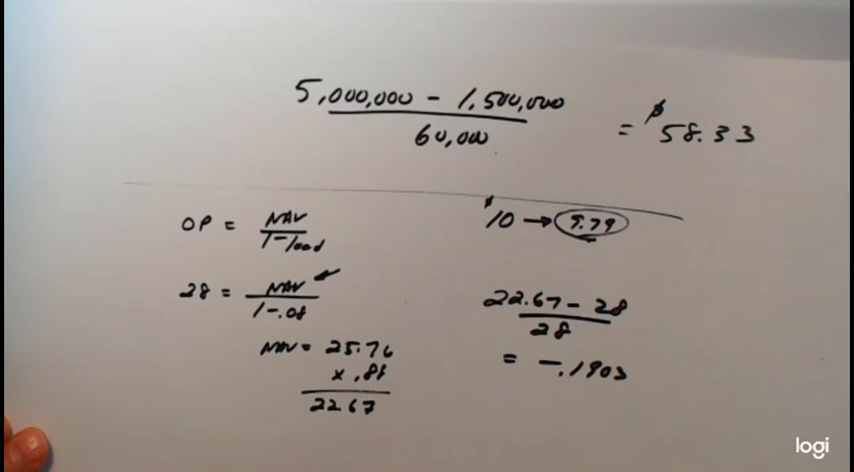 5,000,000 - 1,500,000
60,000
= $58.33
OP = NAV
1-load
$10 → 9.79
28 = NAV
1-.08
NAV = 25.76
x .88
22 67
22.67 - 28
28
= -.1903
logi